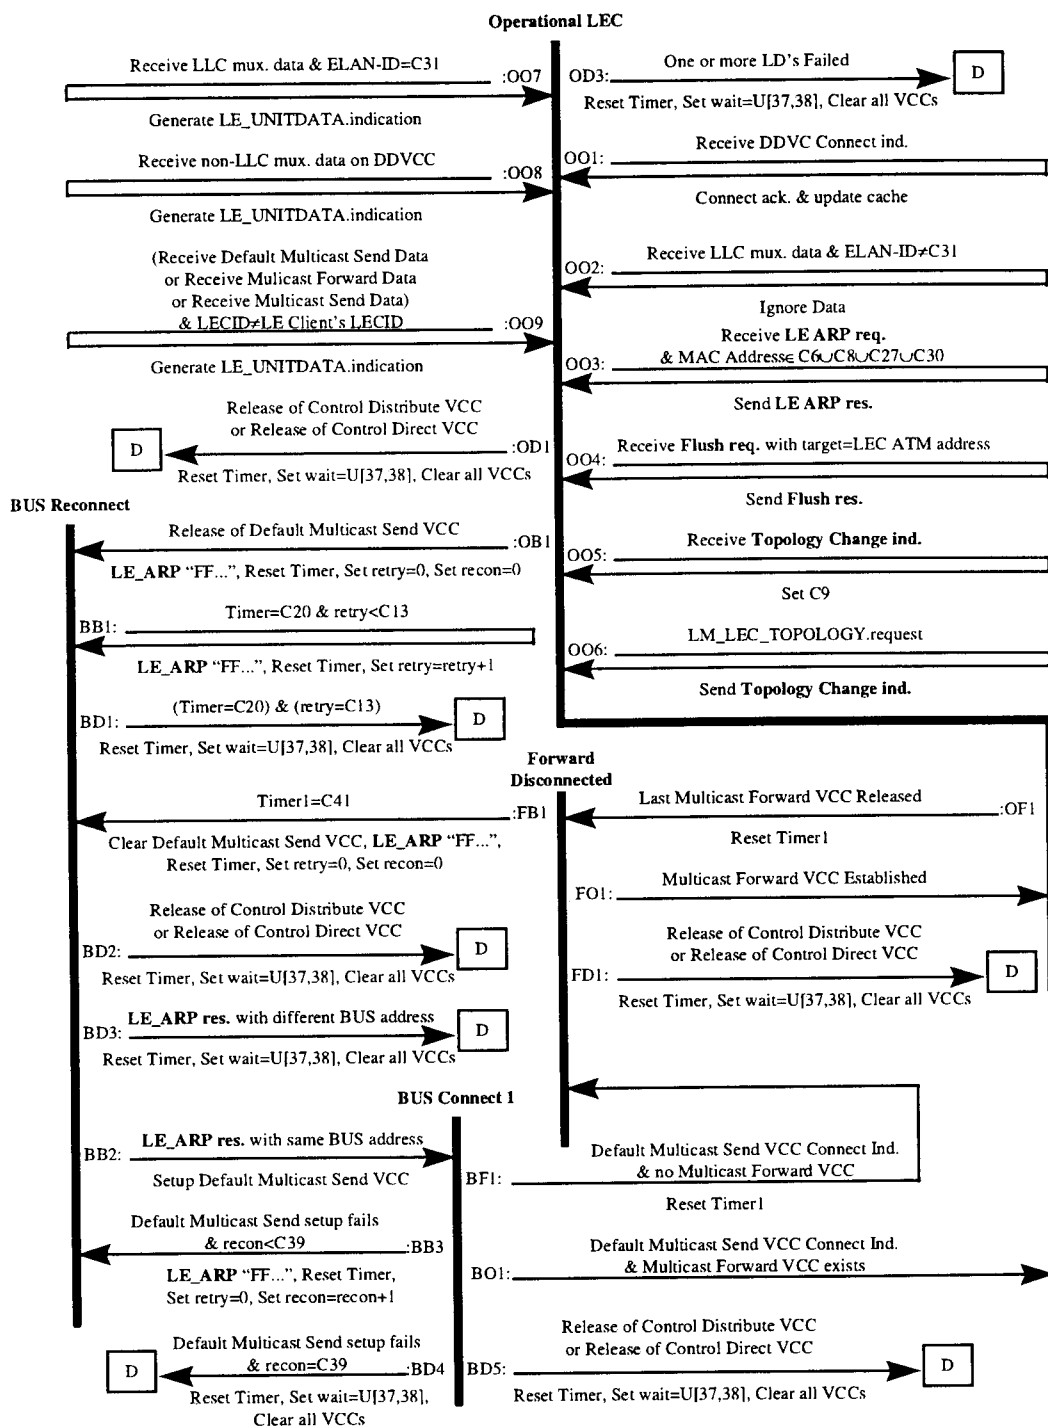 Operational LEC
Receive LLC mux. data & ELAN-ID=C31
:OO7
Generate LE_UNITDATA.indication
Receive non-LLC mux. data on DDVCC
:OO8
Generate LE_UNITDATA.indication
(Receive Default Multicast Send Data
or Receive Mulicast Forward Data
or Receive Multicast Send Data)
& LECID≠LE Client's LECID
:OO9
Generate LE_UNITDATA.indication
Release of Control Distribute VCC
or Release of Control Direct VCC
D
:OD1
Reset Timer, Set wait=U[37,38], Clear all VCCs
One or more LD's Failed
OD3:
D
Reset Timer, Set wait=U[37,38], Clear all VCCs
Receive DDVC Connect ind.
OO1:
Connect ack. & update cache
Receive LLC mux. data & ELAN-ID≠C31
OO2:
Ignore Data
Receive LE ARP req.
& MAC Address∈ C6∪C8∪C27∪C30
OO3:
Send LE ARP res.
Receive Flush req. with target=LEC ATM address
OO4:
Send Flush res.
Receive Topology Change ind.
OO5:
Set C9
LM_LEC_TOPOLOGY.request
OO6:
Send Topology Change ind.
BUS Reconnect
Release of Default Multicast Send VCC
:OB1
LE_ARP “FF...”, Reset Timer, Set retry=0, Set recon=0
Timer=C20 & retry<C13
BB1:
LE_ARP “FF...”, Reset Timer, Set retry=retry+1
(Timer=C20) & (retry=C13)
BD1:
D
Reset Timer, Set wait=U[37,38], Clear all VCCs
Forward
Disconnected
Timer1=C41
:FB1
Clear Default Multicast Send VCC, LE_ARP “FF...”,
Reset Timer, Set retry=0, Set recon=0
Last Multicast Forward VCC Released
:OF1
Reset Timer1
Multicast Forward VCC Established
FO1:
Release of Control Distribute VCC
or Release of Control Direct VCC
BD2:
D
Reset Timer, Set wait=U[37,38], Clear all VCCs
Release of Control Distribute VCC
or Release of Control Direct VCC
FD1:
D
Reset Timer, Set wait=U[37,38], Clear all VCCs
LE_ARP res. with different BUS address
BD3:
D
Reset Timer, Set wait=U[37,38], Clear all VCCs
BUS Connect 1
LE_ARP res. with same BUS address
BB2:
Setup Default Multicast Send VCC
Default Multicast Send VCC Connect Ind.
& no Multicast Forward VCC
BF1:
Reset Timer1
Default Multicast Send setup fails
& recon<C39
:BB3
LE_ARP “FF...”, Reset Timer,
Set retry=0, Set recon=recon+1
Default Multicast Send VCC Connect Ind.
& Multicast Forward VCC exists
BO1:
Default Multicast Send setup fails
& recon=C39
D
:BD4
Reset Timer, Set wait=U[37,38],
Clear all VCCs
Release of Control Distribute VCC
or Release of Control Direct VCC
BD5:
D
Reset Timer, Set wait=U[37,38], Clear all VCCs